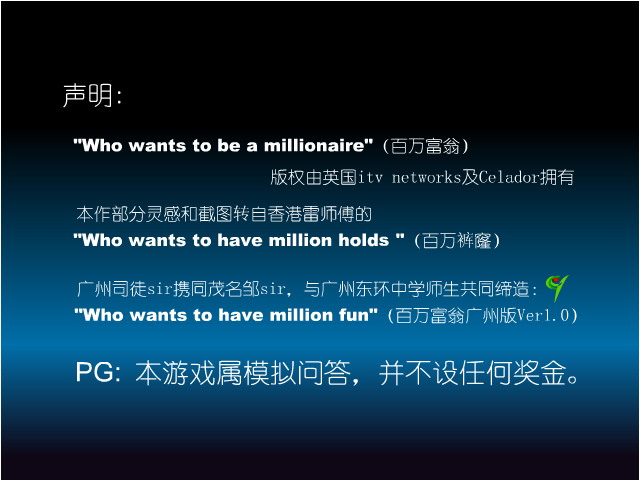 声明：
"Who wants to be a millionaire"（百万富翁）
版权由英国itv networks及Celador拥有
本作部分灵感和截图转自香港雷师傅的
"Who wants to have million holds "（百万裤窿）
广州司徒sir携同茂名邹sir，与广州东环中学师生共同缔造：
"Who wants to have million fun"（百万富翁广州版Ver1.0）
PG: 本游戏属模拟问答，并不设任何奖金。